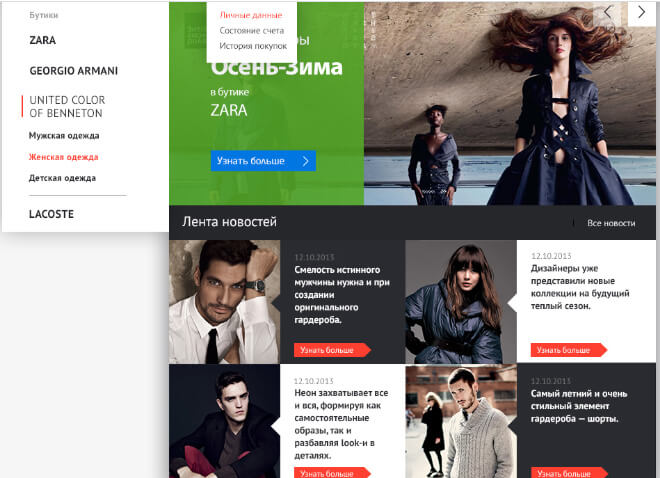 Бутики
ZARA
GEORGIO ARMANI
UNITED COLOR
OF BENNETON
Мужская одежда
Женская одежда
Детская одежда
LACOSTE
Личные данные
Состояние счета
История покупок
Осень-Зима
в бутике
ZARA
Узнать больше
Лента новостей
Все новости
12.10.2013
Смелость истинного
мужчины нужна и при
создании
оригинального
гардероба.
Узнать больше
12.10.2013
Дизайнеры уже
представили новые
коллекции на будущий
теплый сезон.
Узнать больше
12.10.2013
Неон захватывает все
и вся, формируя как
самостоятельные
образы, так и
разбавляя look-и в
деталях.
Узнать больше
12.10.2013
Самый летний и очень
стильный элемент
гардероба — шорты.
Узнать больше